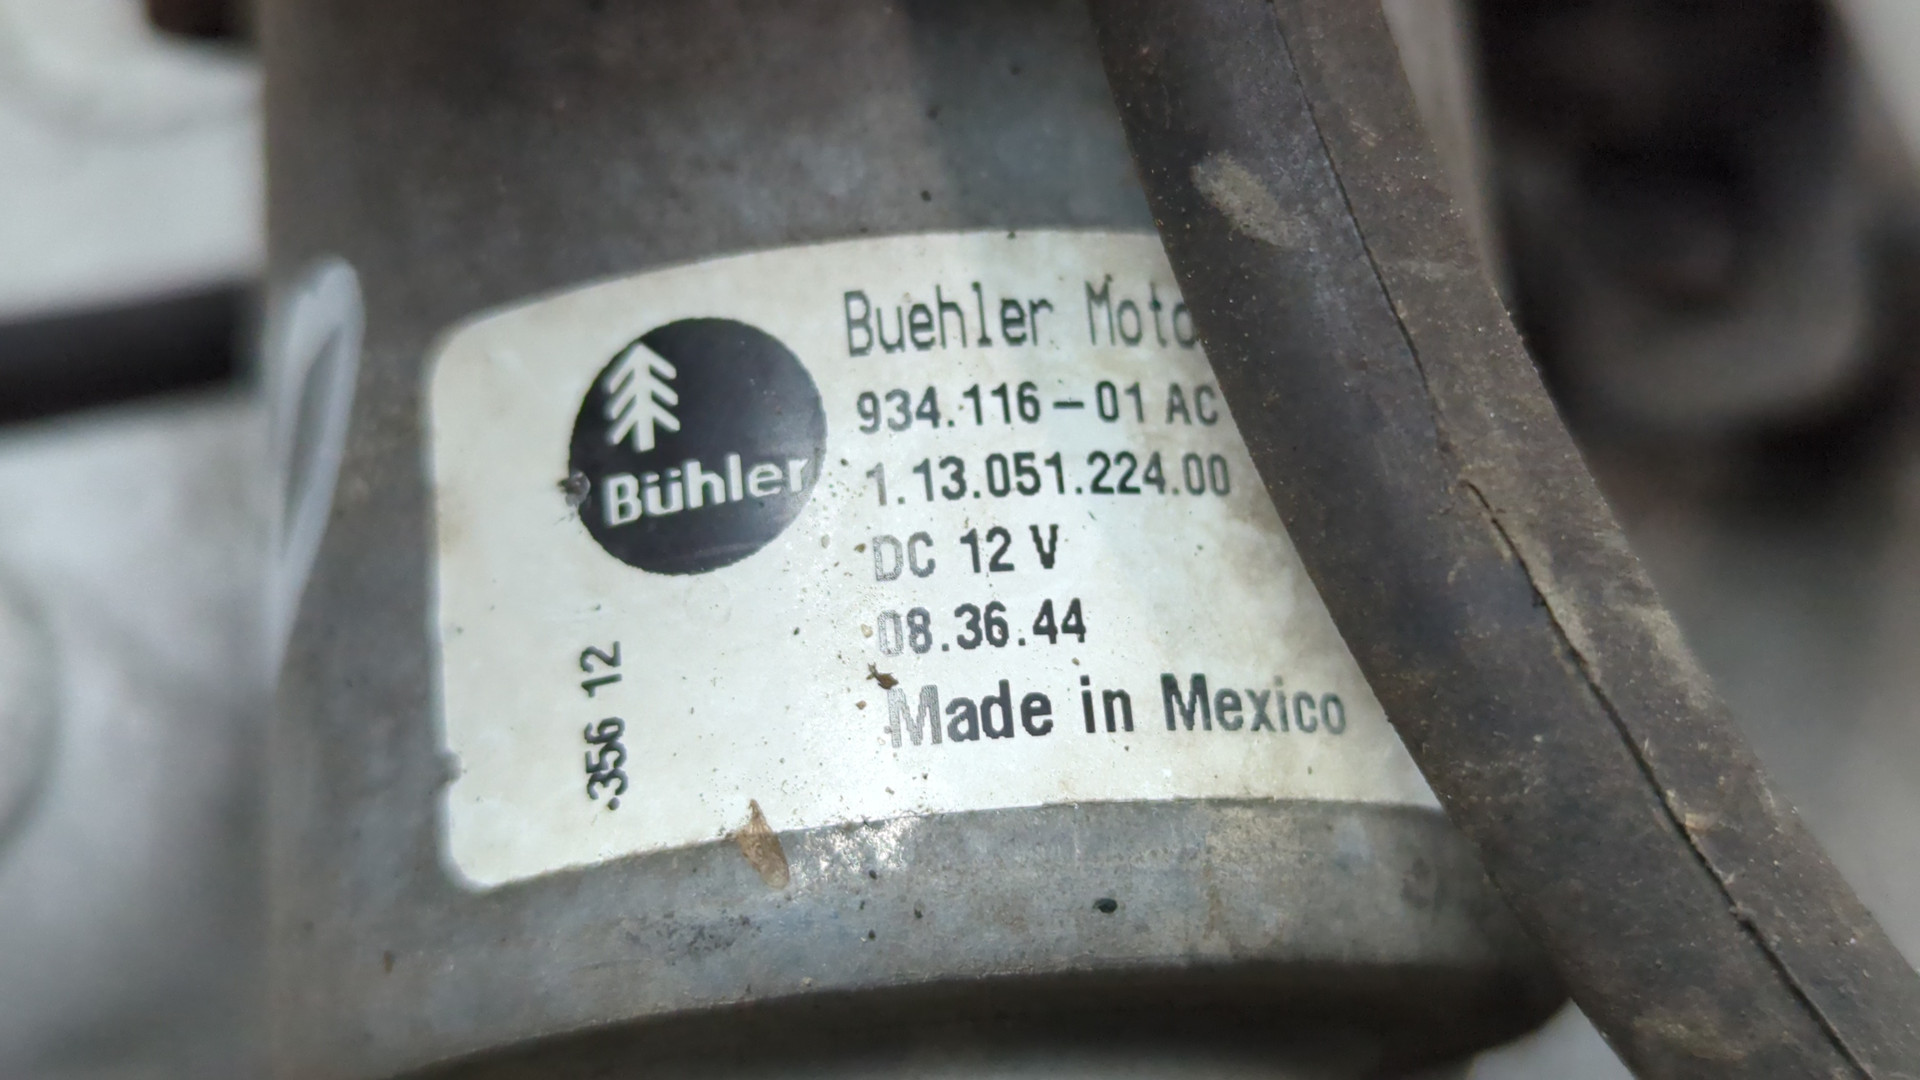 Bühler
Buehler Moto
934.116-01 AC
1.13.051.224.00
DC 12 V
08.36.44
Made in Mexico
356 12